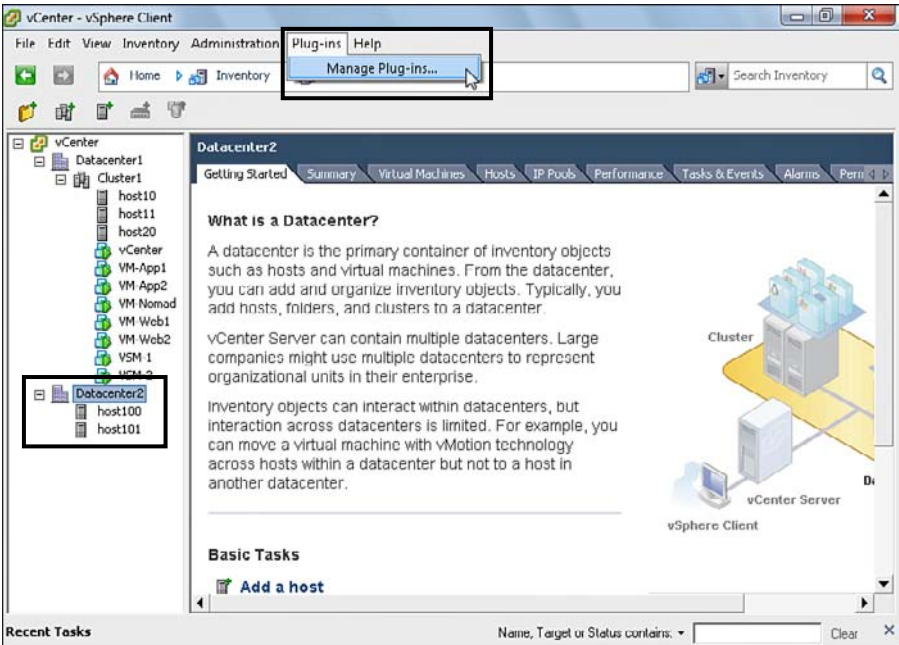 vCenter - vSphere Client
File Edit View Inventory Administration Plug-ins Help
Manage Plug-ins...
Home Inventory
Search Inventory
vCenter
Datacenter1
Cluster1
host10
host11
host20
vCenter
VM-App1
VM-App2
VM-Nomad
VM-Web1
VM-Web2
VSM-1
VSM-2
Datacenter2
host100
host101
Datacenter2
Getting Started Summary Virtual Machines Hosts IP Pools Performance Tasks & Events Alarms Perm
What is a Datacenter?
A datacenter is the primary container of inventory objects
such as hosts and virtual machines. From the datacenter,
you can add and organize inventory objects. Typically, you
add hosts, folders, and clusters to a datacenter.
vCenter Server can contain multiple datacenters. Large
companies might use multiple datacenters to represent
organizational units in their enterprise.
Inventory objects can interact within datacenters, but
interaction across datacenters is limited. For example, you
can move a virtual machine with vMotion technology
across hosts within a datacenter but not to a host in
another datacenter.
Cluster
vCenter Server
vSphere Client
Basic Tasks
Add a host
Recent Tasks
Name, Target or Status contains:
Clear